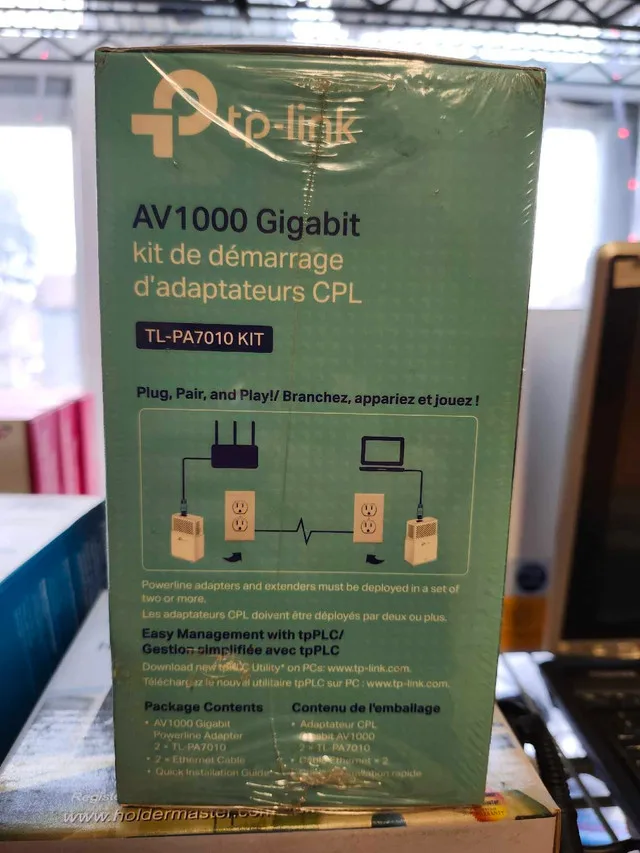 tp-link
AV1000 Gigabit
kit de démarrage
d'adaptateurs CPL
TL-PA7010 KIT
Plug, Pair, and Play!/ Branchez, appariez et jouez !
Powerline adapters and extenders must be deployed in a set of
two or more.
Les adaptateurs CPL doivent être déployés par deux ou plus.
Easy Management with tpPLC/
Gestion simplifiée avec tpPLC
Download new tpPLC Utility* on PCs: www.tp-link.com.
Téléchargez le nouvel utilitaire tpPLC sur PC : www.tp-link.com.
Package Contents
• AV1000 Gigabit
Powerline Adapter
2 × TL-PA7010
• 2 × Ethernet Cable
• Quick Installation Guide
Contenu de l'emballage
• Adaptateur CPL
Gigabit AV1000
2 × TL-PA7010
• Câble Ethernet × 2
• installation rapide
www.holdermaster.com